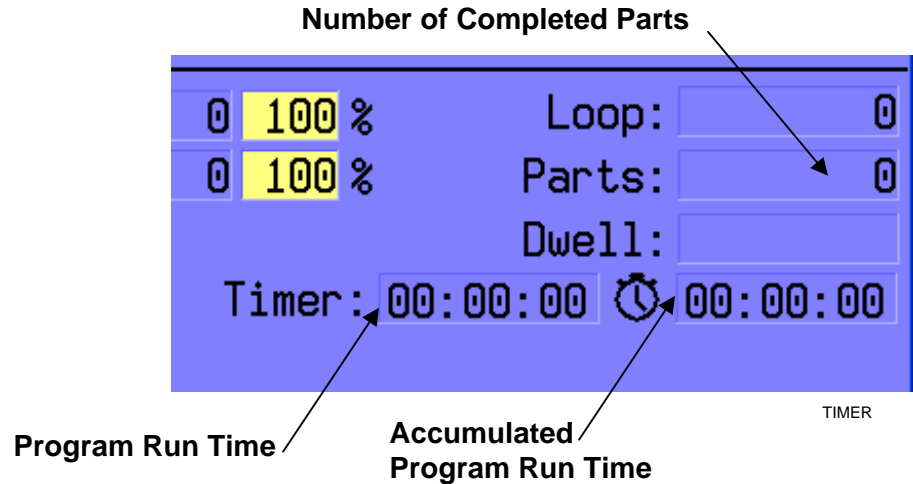 Number of Completed Parts
0 100 % Loop: 0
0 100 % Parts: 0
Dwell:
Timer: 00:00:00 00:00:00
TIMER
Program Run Time
Accumulated
Program Run Time